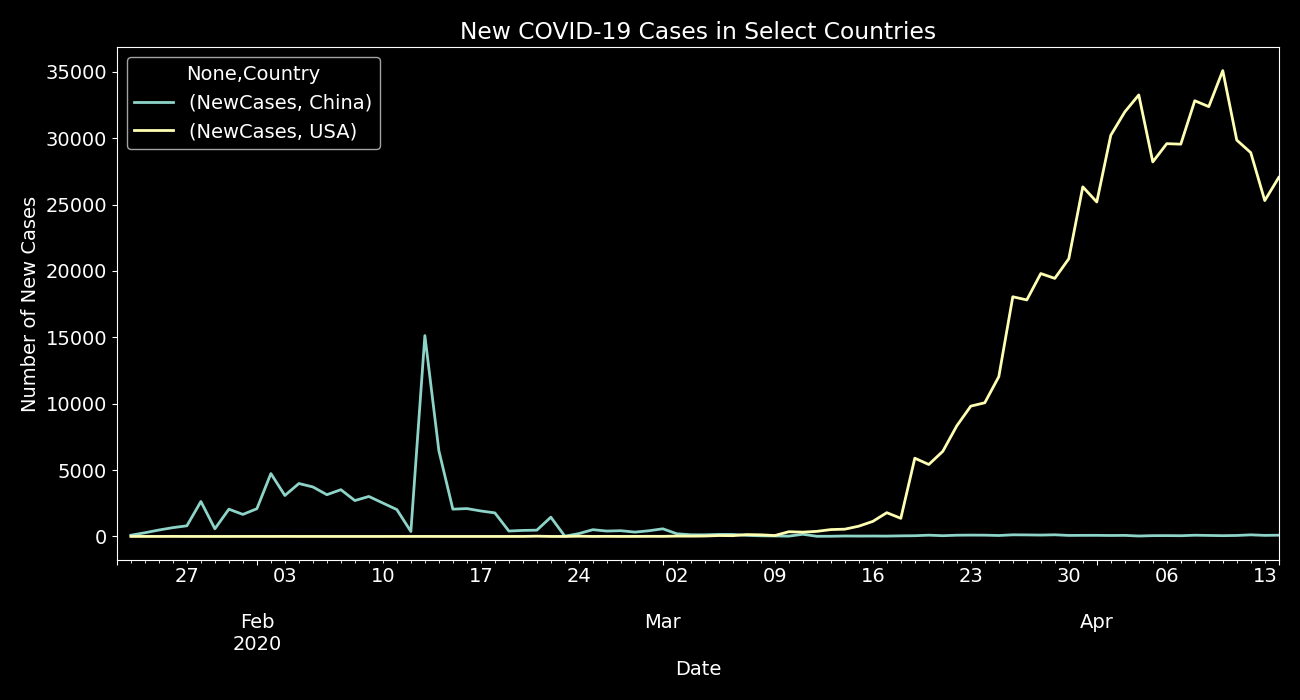 New COVID-19 Cases in Select Countries
None,Country
(NewCases, China)
(NewCases, USA)
Number of New Cases
35000
30000
25000
20000
15000
10000
5000
0
27 03 10 17 24 02 09 16 23 30 06 13
Feb Mar Apr
2020
Date